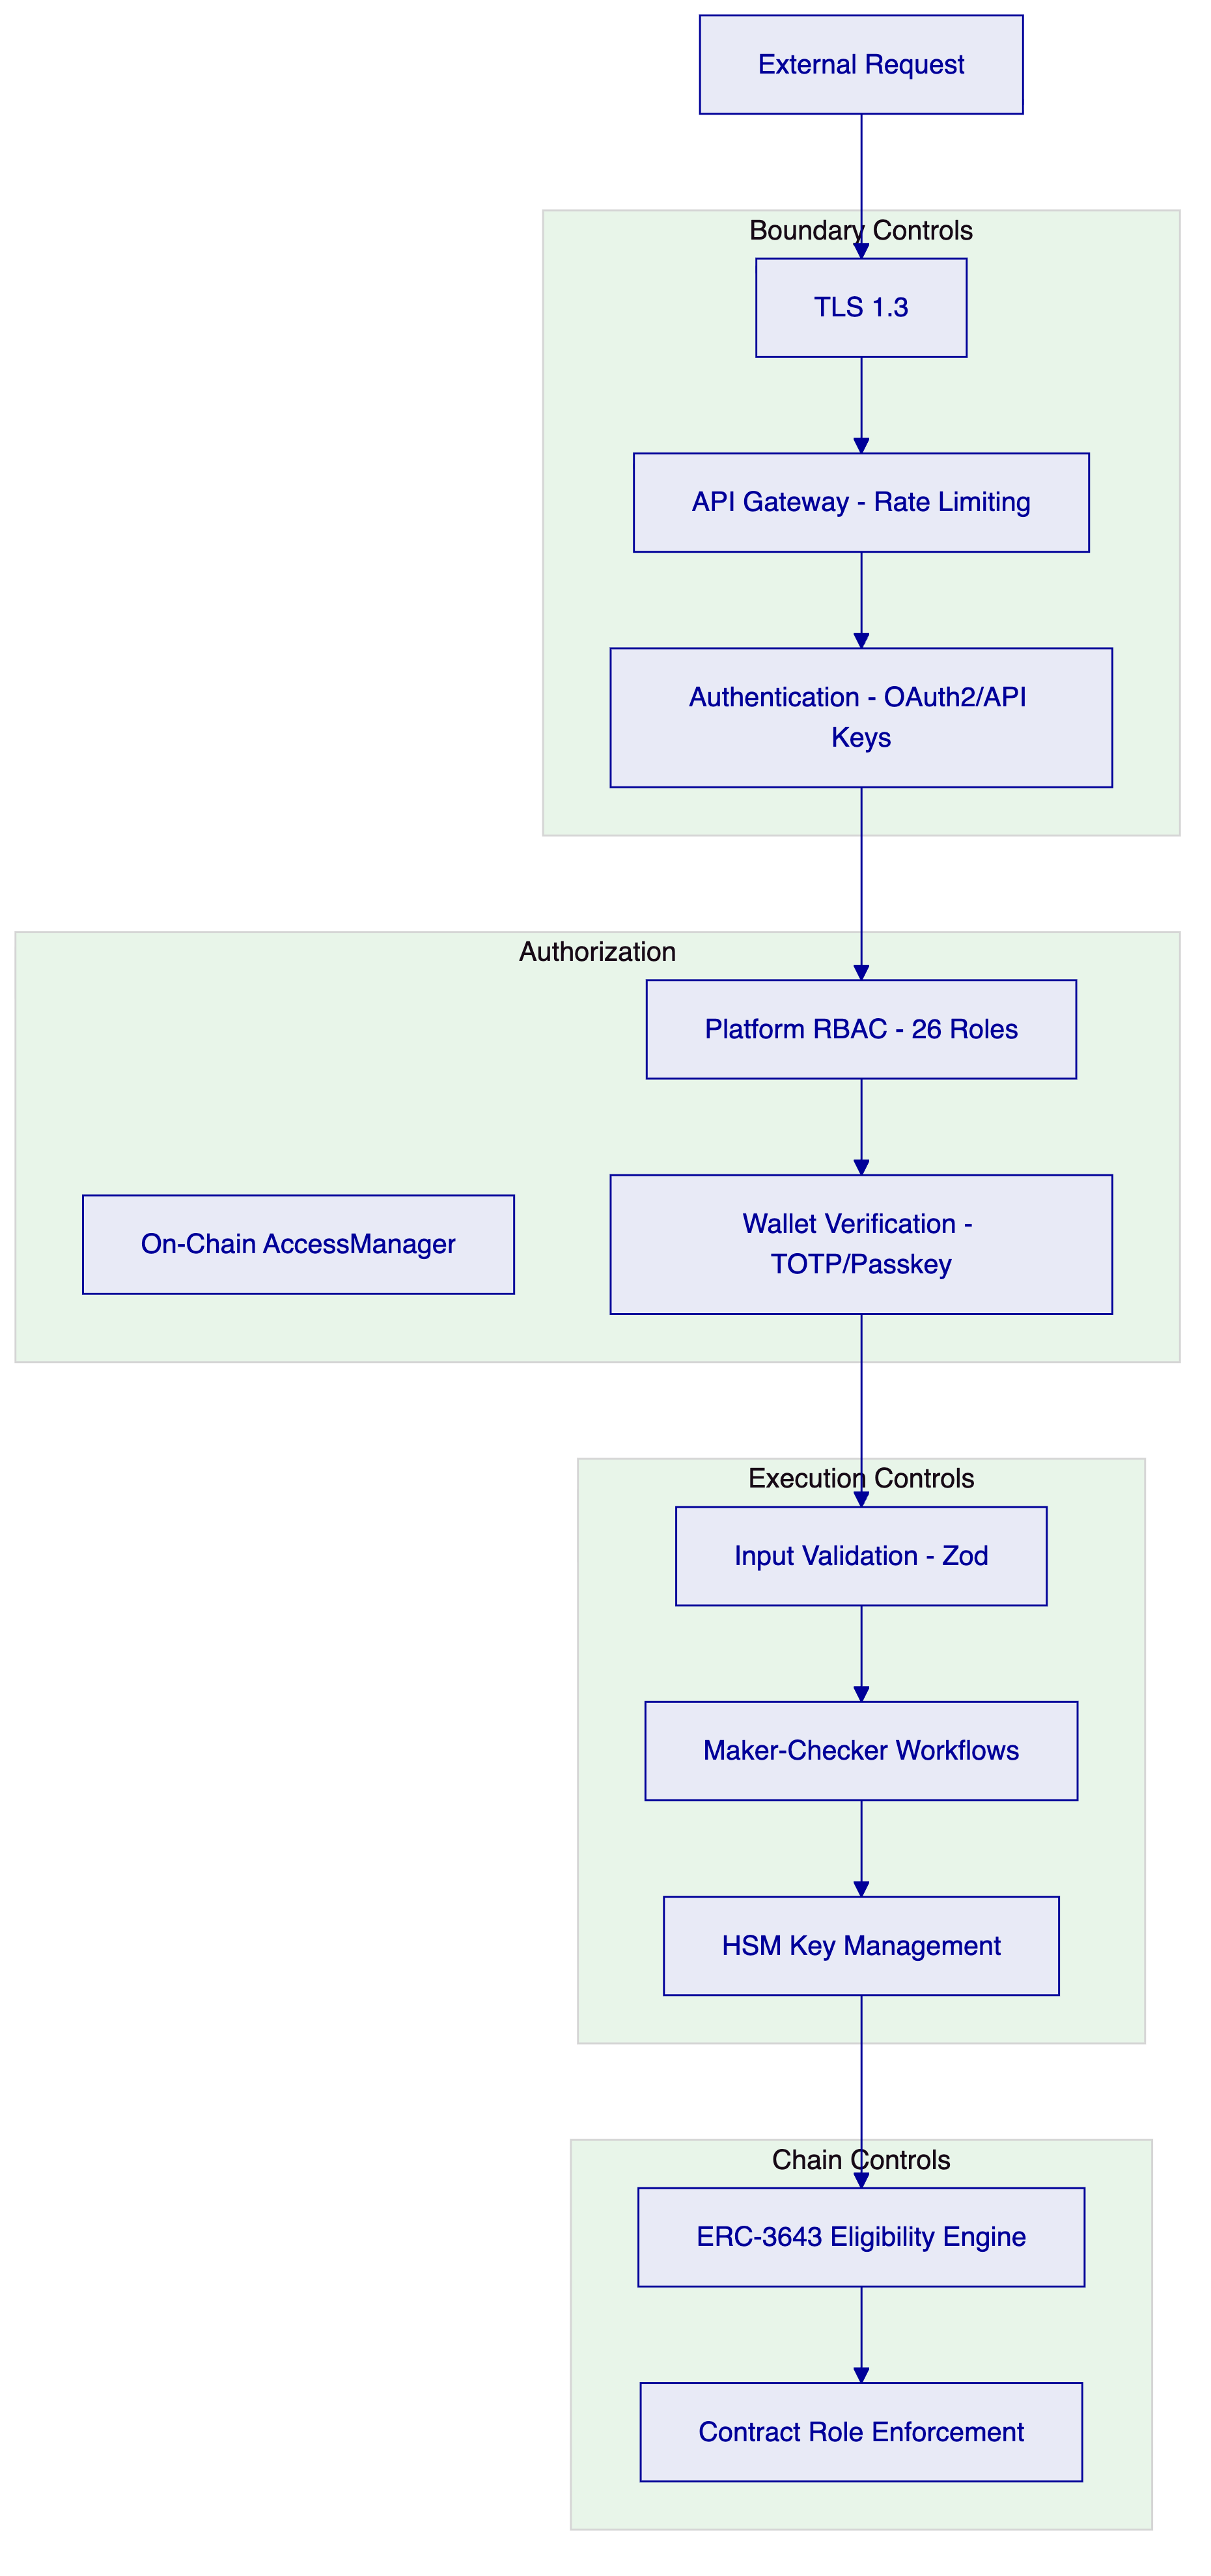 External Request
Boundary Controls
TLS 1.3
API Gateway - Rate Limiting
Authentication - OAuth2/API
Keys
Authorization
Platform RBAC - 26 Roles
On-Chain AccessManager
Wallet Verification -
TOTP/Passkey
Execution Controls
Input Validation - Zod
Maker-Checker Workflows
HSM Key Management
Chain Controls
ERC-3643 Eligibility Engine
Contract Role Enforcement